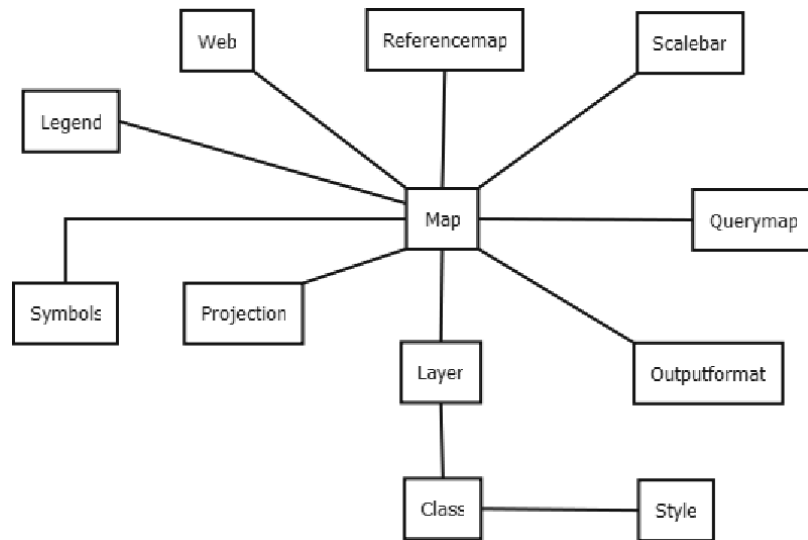 Web
Referencemap
Scalebar
Legend
Map
Querymap
Symbols
Projection
Layer
Outputformat
Class
Style